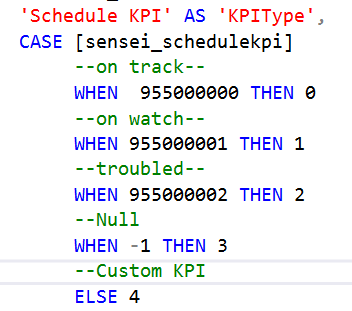 'Schedule KPI' AS 'KPIType',
CASE [sensei_schedulekpi]
--on track--
WHEN  955000000 THEN 0
--on watch--
WHEN 955000001 THEN 1
--troubled--
WHEN 955000002 THEN 2
--Null
WHEN -1 THEN 3
--Custom KPI
ELSE 4